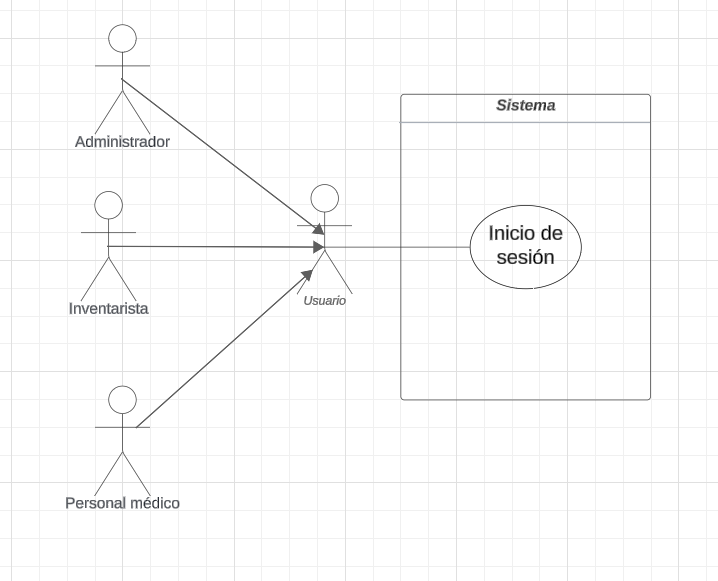 Administrador
Sistema
Inventarista
Usuario
Inicio de
sesión
Personal médico